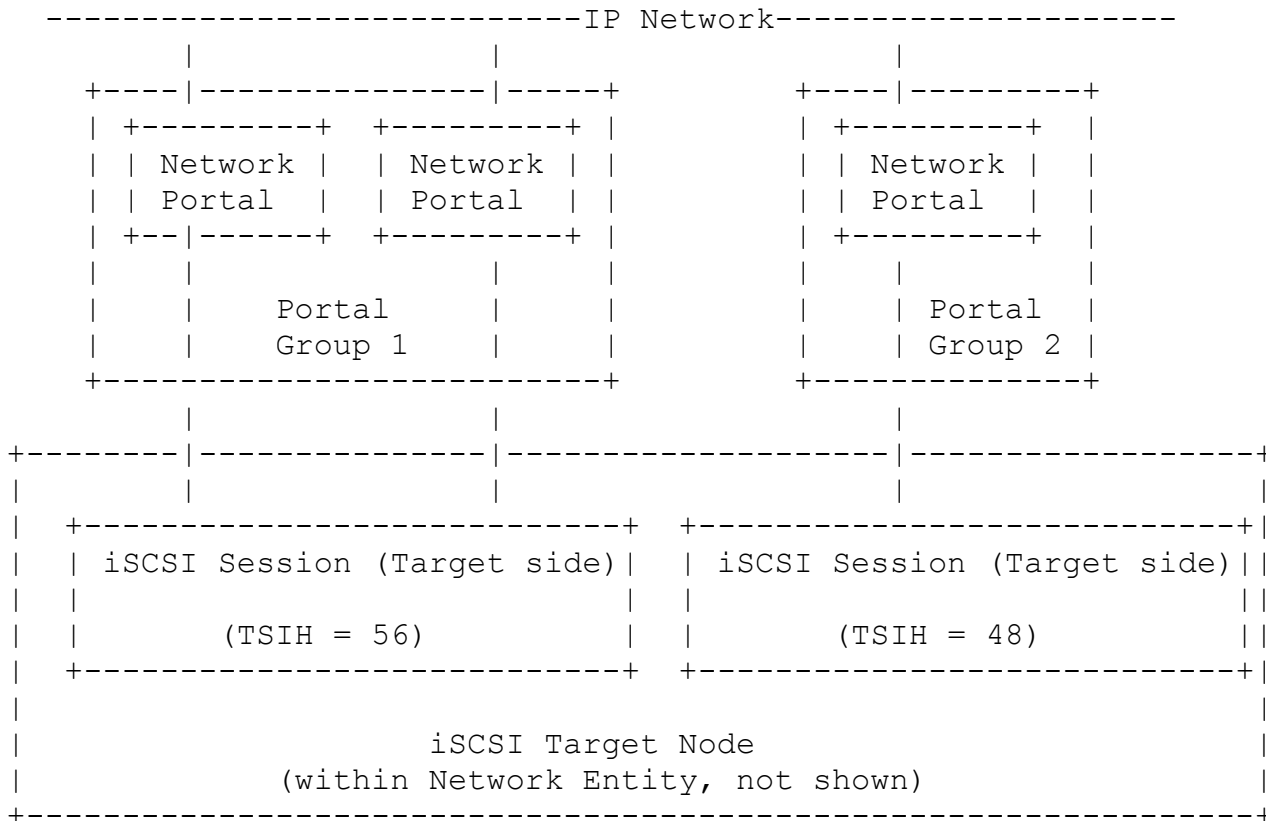 IP Network
Network Network Network
Portal Portal Portal
Portal Portal
Group 1 Group 2
iSCSI Session (Target side) iSCSI Session (Target side)
(TSIH = 56) (TSIH = 48)
iSCSI Target Node
(within Network Entity, not shown)